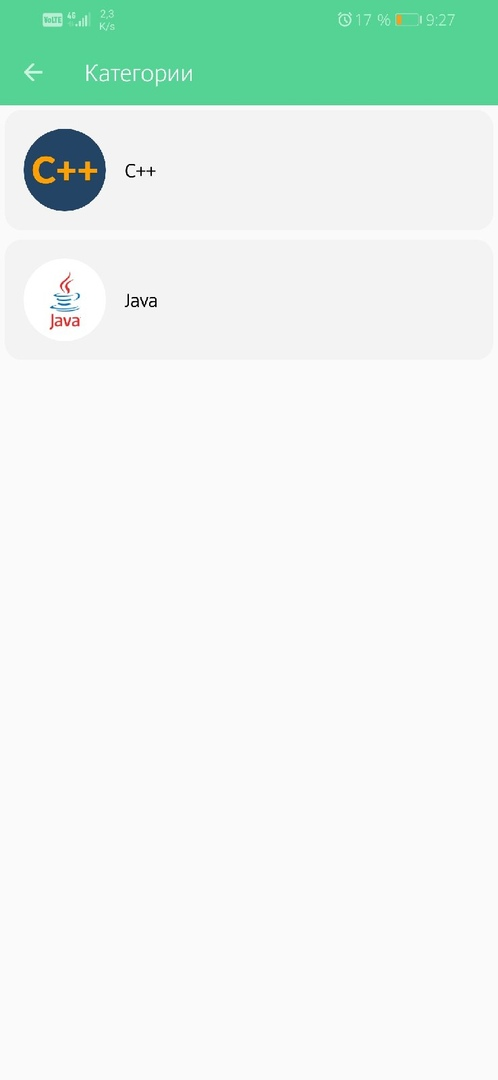 VoLTE 4G 2,3 K/s 17 % 9:27
Категории
C++ C++
Java Java